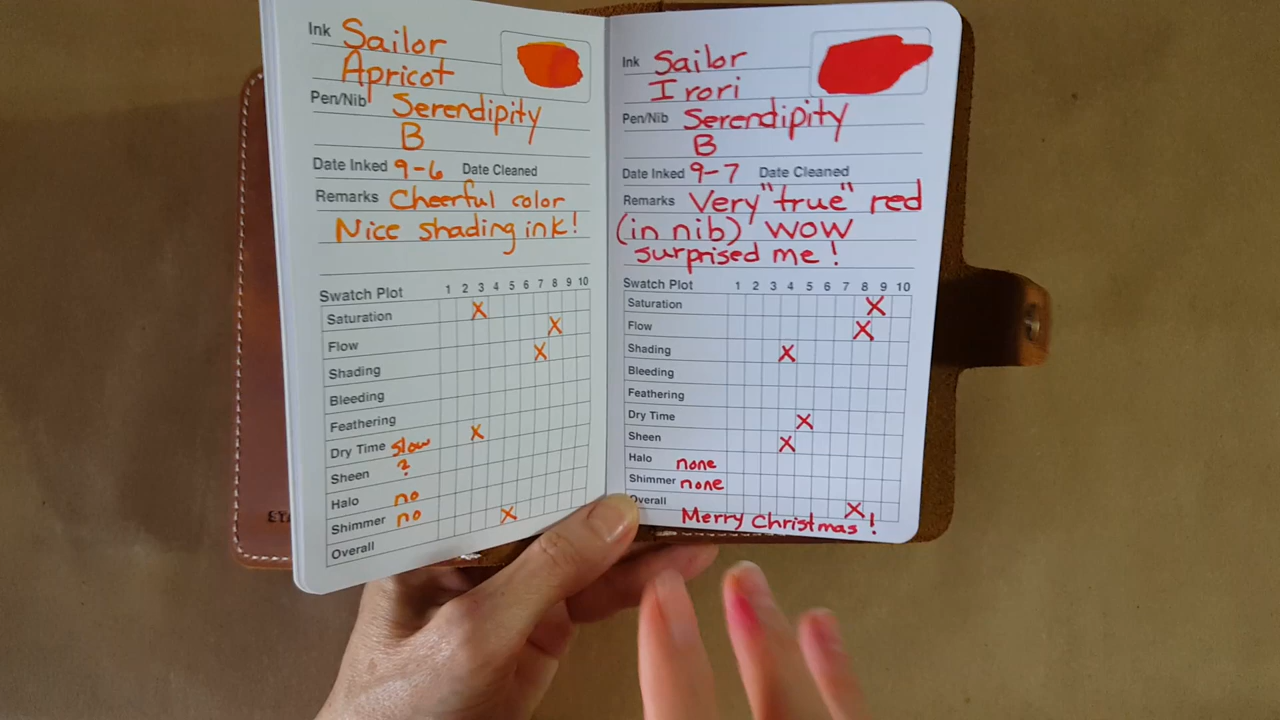 Ink Sailor
Apricot
Pen/Nib Serendipity
B
Date Inked 9-6 Date Cleaned
Remarks Cheerful color
Nice shading ink!
Swatch Plot 1 2 3 4 5 6 7 8 9 10
Saturation X
Flow X
Shading X
Bleeding
Feathering
Dry Time slow X
Sheen ?
Halo no
Shimmer no
Overall X
Ink Sailor
Irori
Pen/Nib Serendipity
B
Date Inked 9-7 Date Cleaned
Remarks Very "true" red
(in nib) WOW
surprised me!
Swatch Plot 1 2 3 4 5 6 7 8 9 10
Saturation X
Flow X
Shading X
Bleeding
Feathering
Dry Time X
Sheen X
Halo none
Shimmer none
Overall X
Merry Christmas!